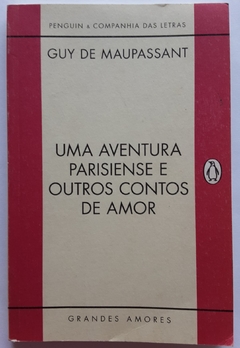 PENGUIN & COMPANHIA DAS LETRAS
GUY DE MAUPASSANT
UMA AVENTURA
PARISIENSE E
OUTROS CONTOS
DE AMOR
GRANDES AMORES